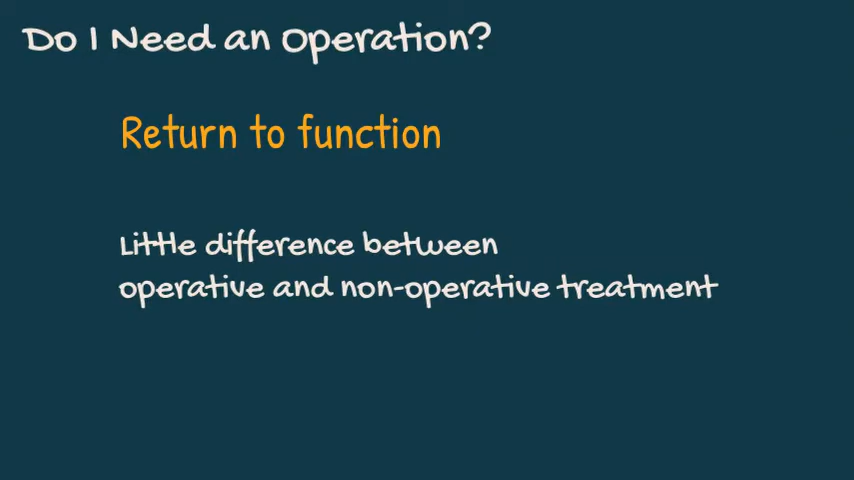 Do I Need an Operation?
Return to function
Little difference between
operative and non-operative treatment